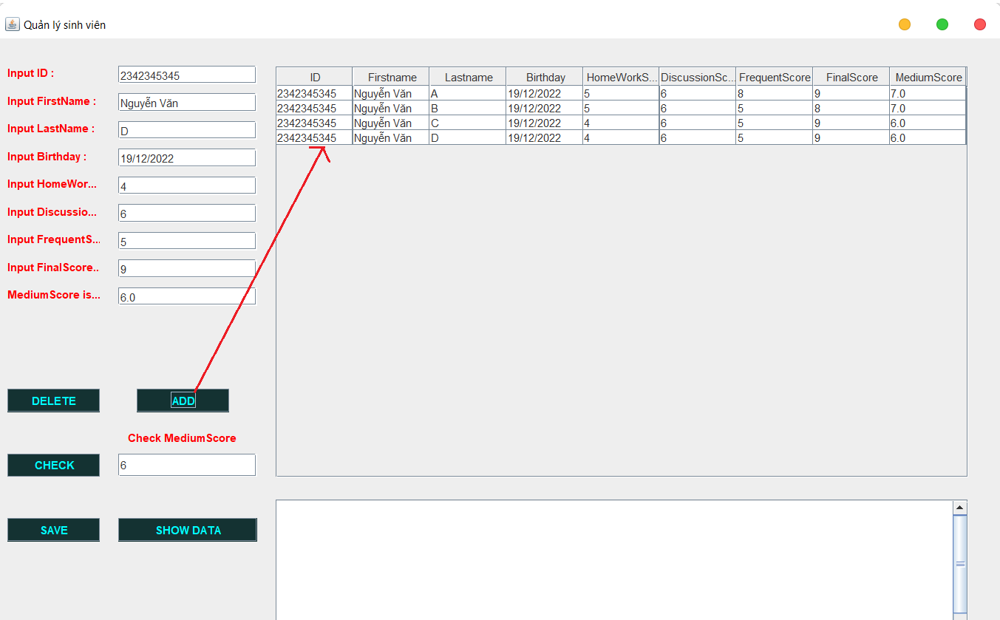 Quản lý sinh viên
Input ID :
2342345345
Input FirstName :
Nguyễn Văn
Input LastName :
D
Input Birthday :
19/12/2022
Input HomeWor...
4
Input Discussio...
6
Input FrequentS...
5
Input FinalScore..
9
MediumScore is...
6.0
DELETE
ADD
Check MediumScore
CHECK
6
SAVE
SHOW DATA
ID Firstname Lastname Birthday HomeWorkS... DiscussionSc... FrequentScore FinalScore MediumScore
2342345345 Nguyễn Văn A 19/12/2022 5 6 8 9 7.0
2342345345 Nguyễn Văn B 19/12/2022 5 6 5 8 7.0
2342345345 Nguyễn Văn C 19/12/2022 4 6 5 9 6.0
2342345345 Nguyễn Văn D 19/12/2022 4 6 5 9 6.0